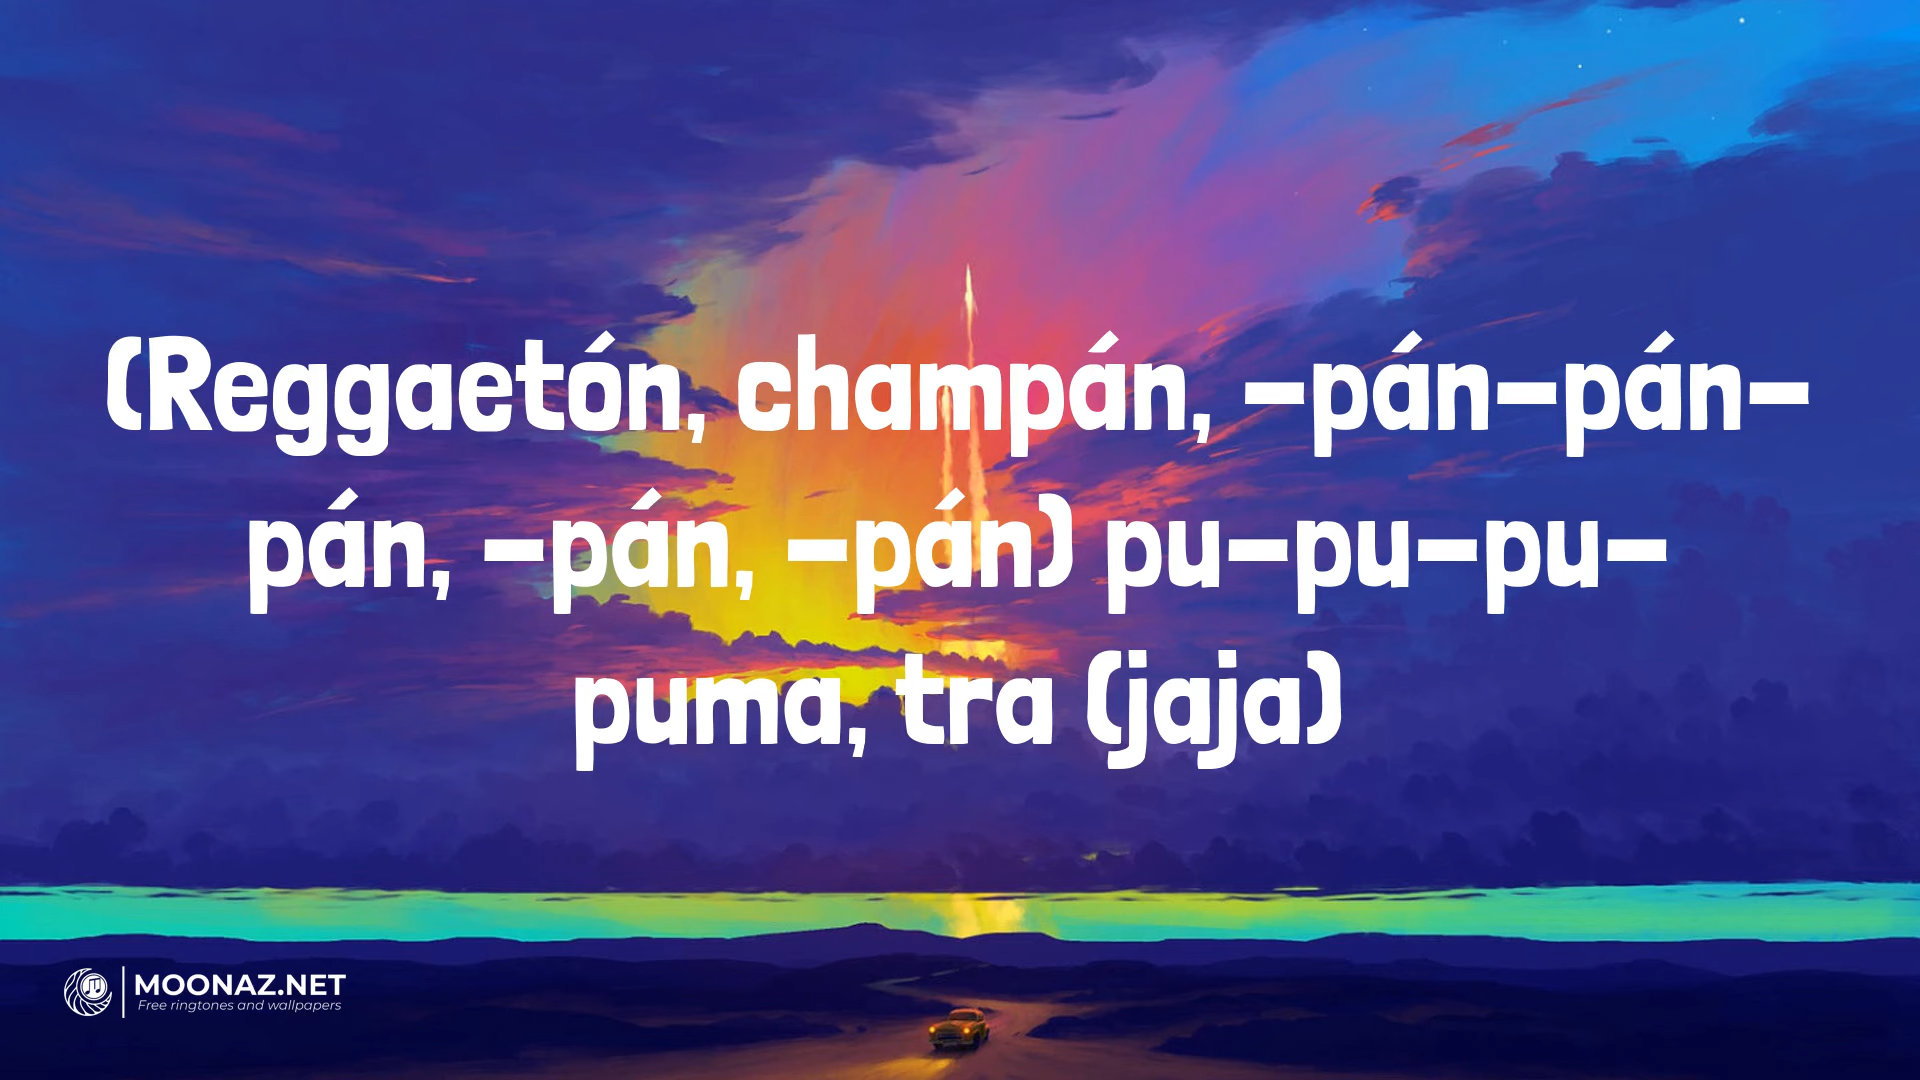 (Reggaetón, champán, -pán-pán-
pán, -pán, -pán) pu-pu-pu-
puma, tra (jaja)
MOONAZ.NET
Free ringtones and wallpapers